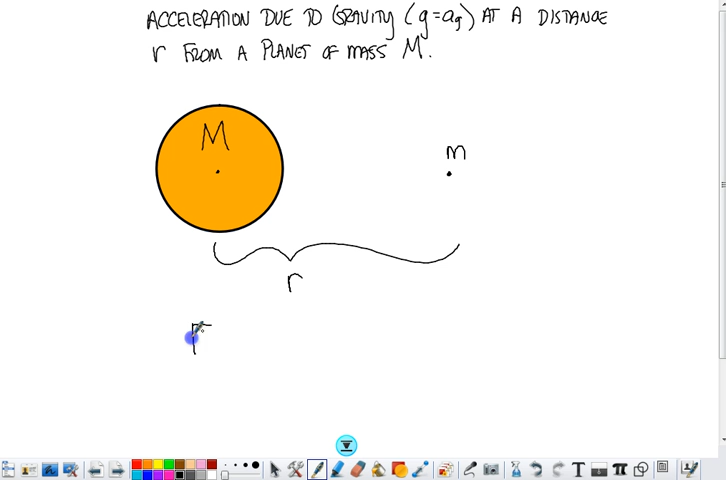 ACCELERATION DUE TO GRAVITY (g=ag) AT A DISTANCE
r FROM A PLANET OF MASS M.
M
m
r
F